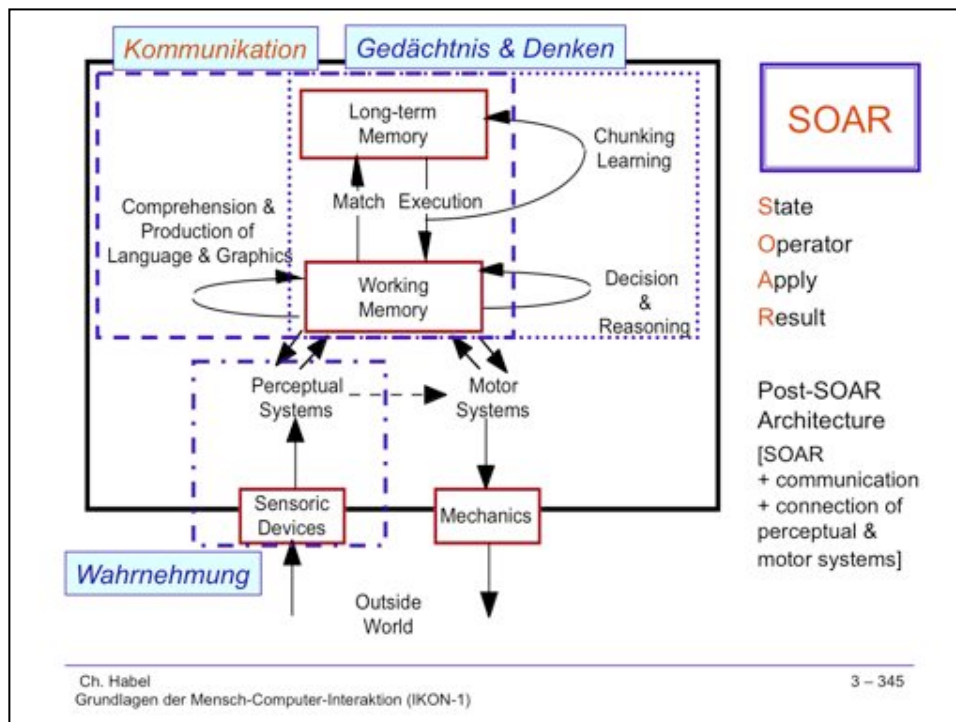 Kommunikation
Gedächtnis & Denken
Long-term
Memory
Chunking
Learning
Match
Execution
Comprehension &
Production of
Language & Graphics
Working
Memory
Decision
&
Reasoning
Perceptual
Systems
Motor
Systems
Sensoric
Devices
Mechanics
Wahrnehmung
Outside
World
SOAR
State
Operator
Apply
Result
Post-SOAR
Architecture
[SOAR
+ communication
+ connection of
perceptual &
motor systems]
Ch. Habel
Grundlagen der Mensch-Computer-Interaktion (IKON-1)
3 – 345